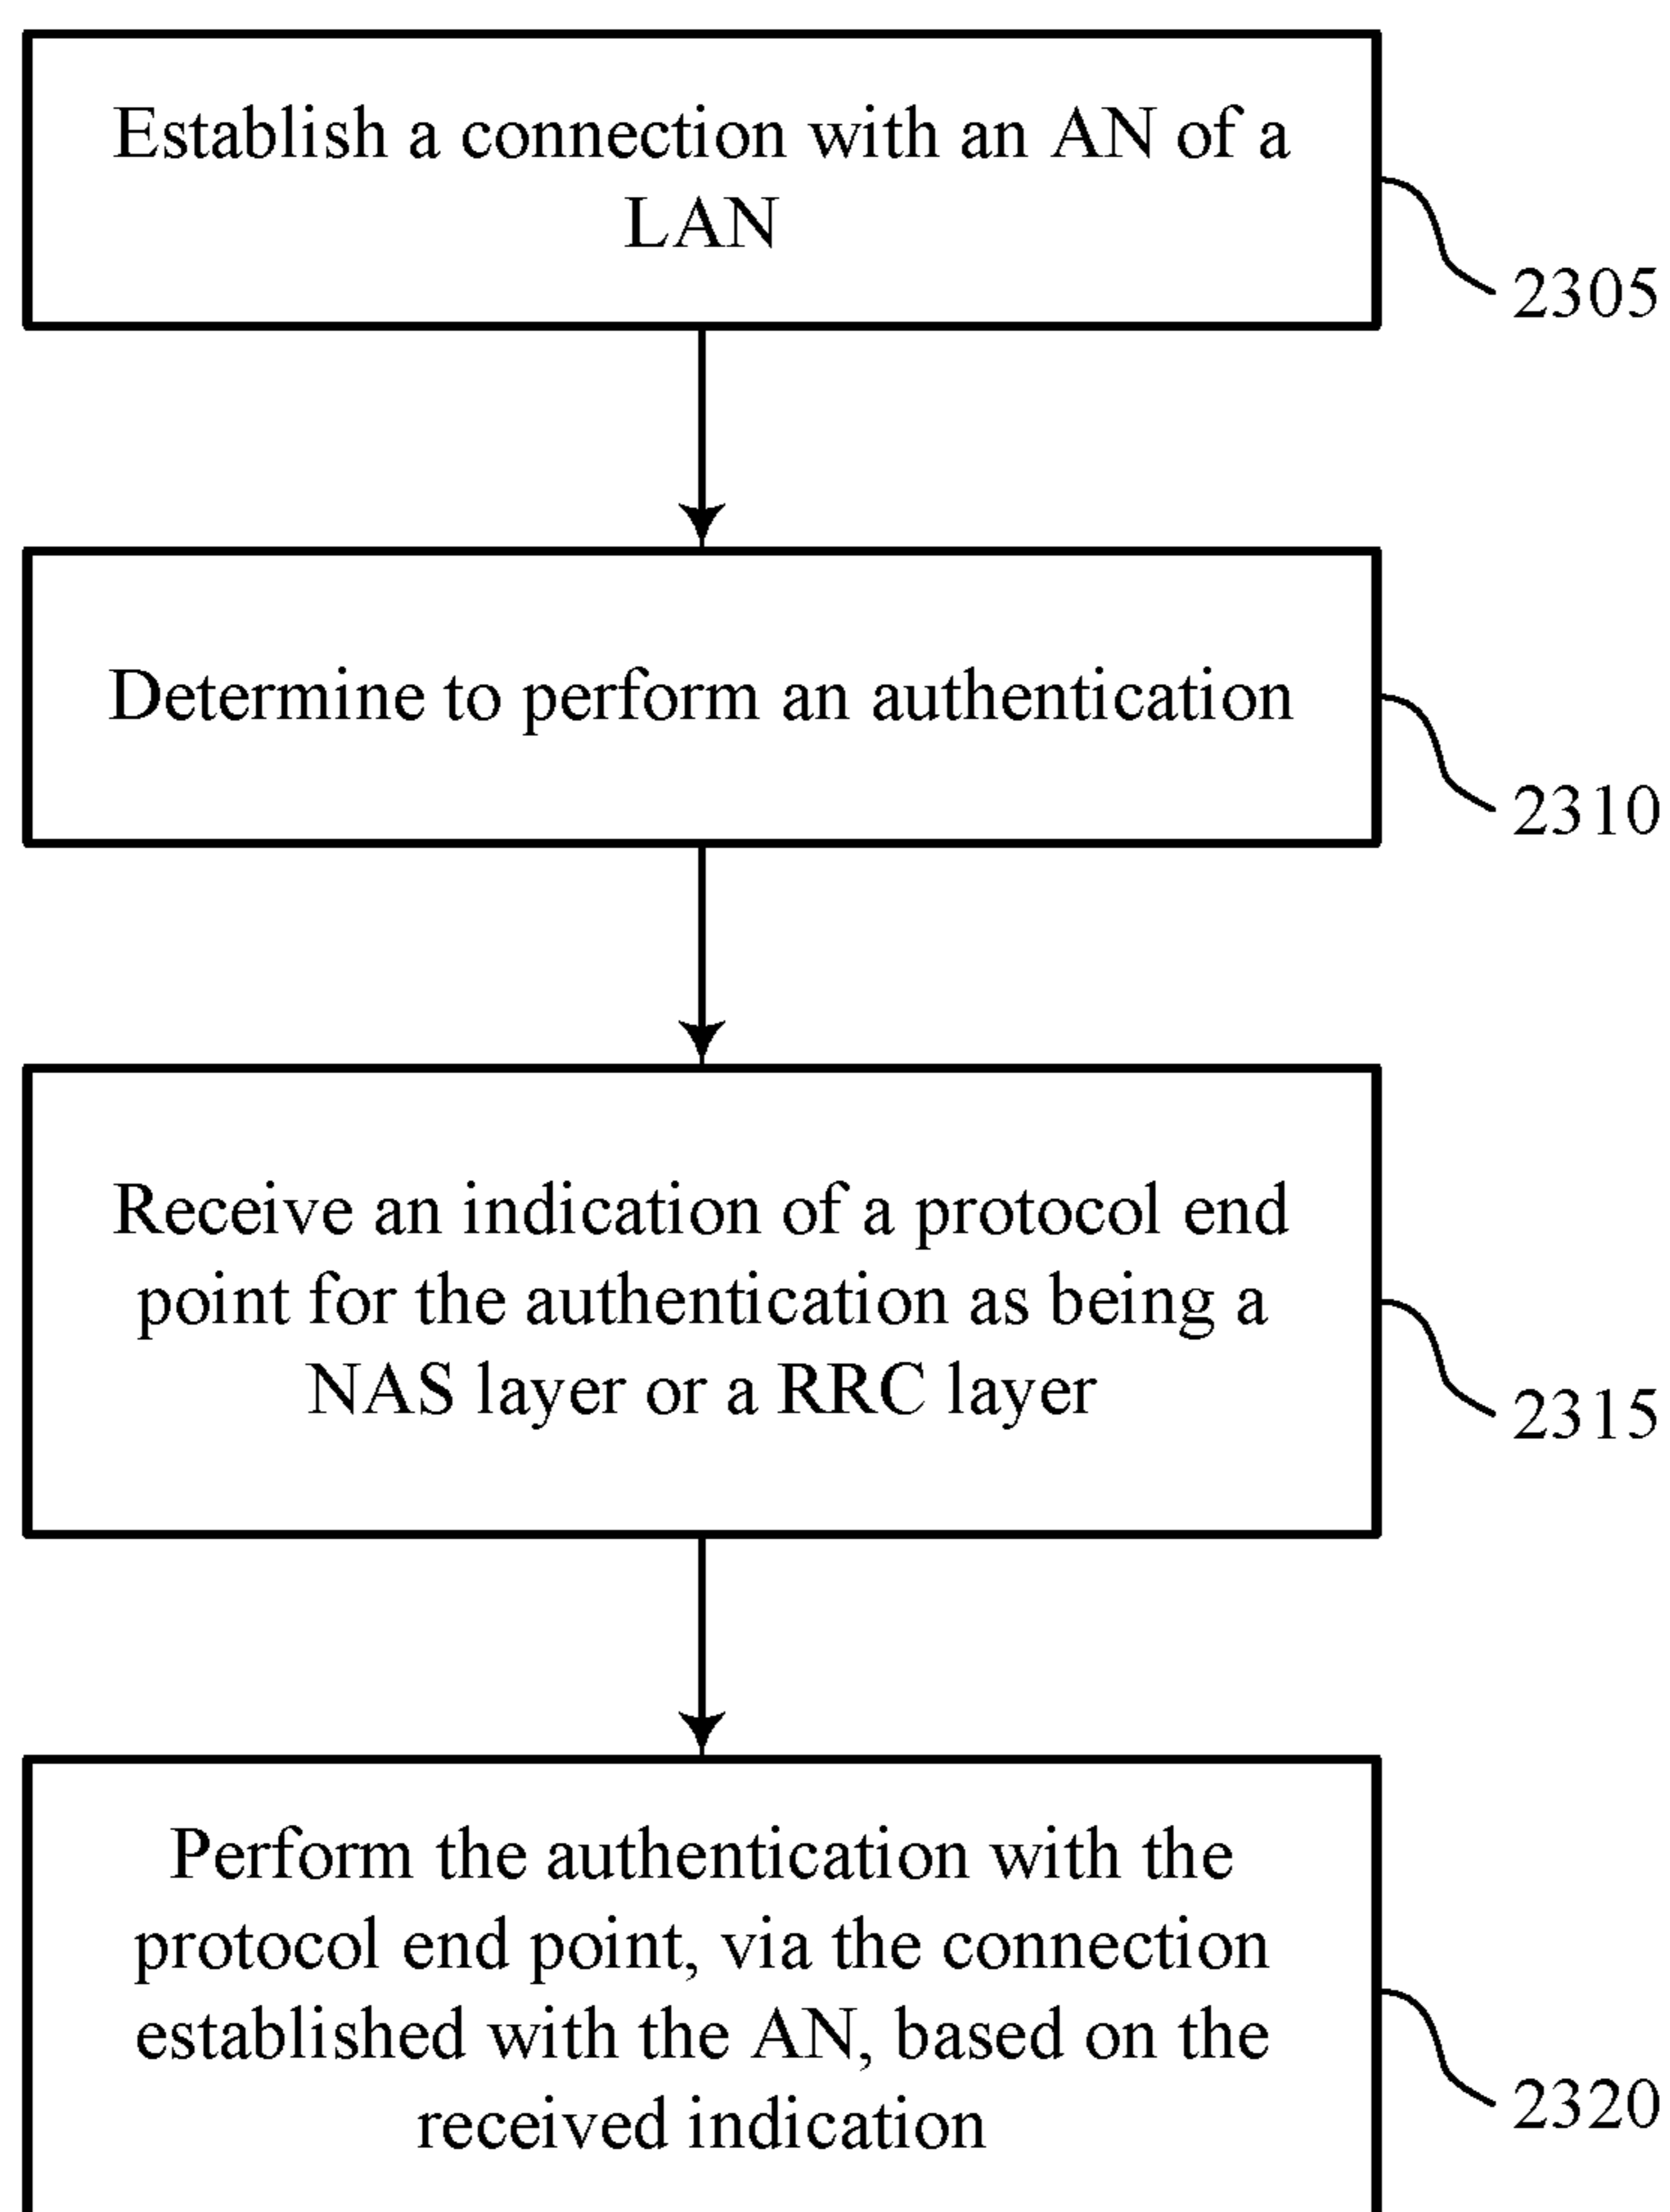 Establish a connection with an AN of a
LAN
2305
Determine to perform an authentication
2310
Receive an indication of a protocol end
point for the authentication as being a
NAS layer or a RRC layer
2315
Perform the authentication with the
protocol end point, via the connection
established with the AN, based on the
received indication
2320